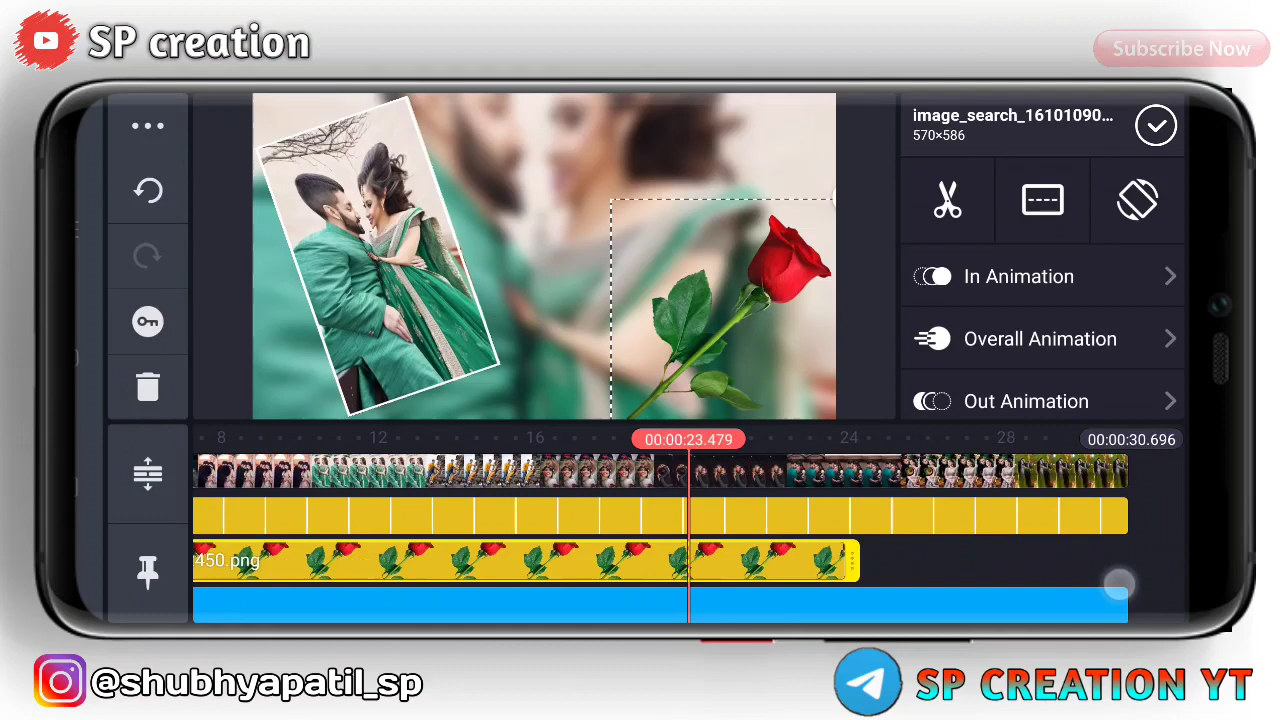 SP creation
Subscribe Now
image_search_16101090...
570×586
In Animation
Overall Animation
Out Animation
8 12 16 24 28
00:00:23.479
00:00:30.696
450.png
@shubhyapatil_sp
SP CREATION YT